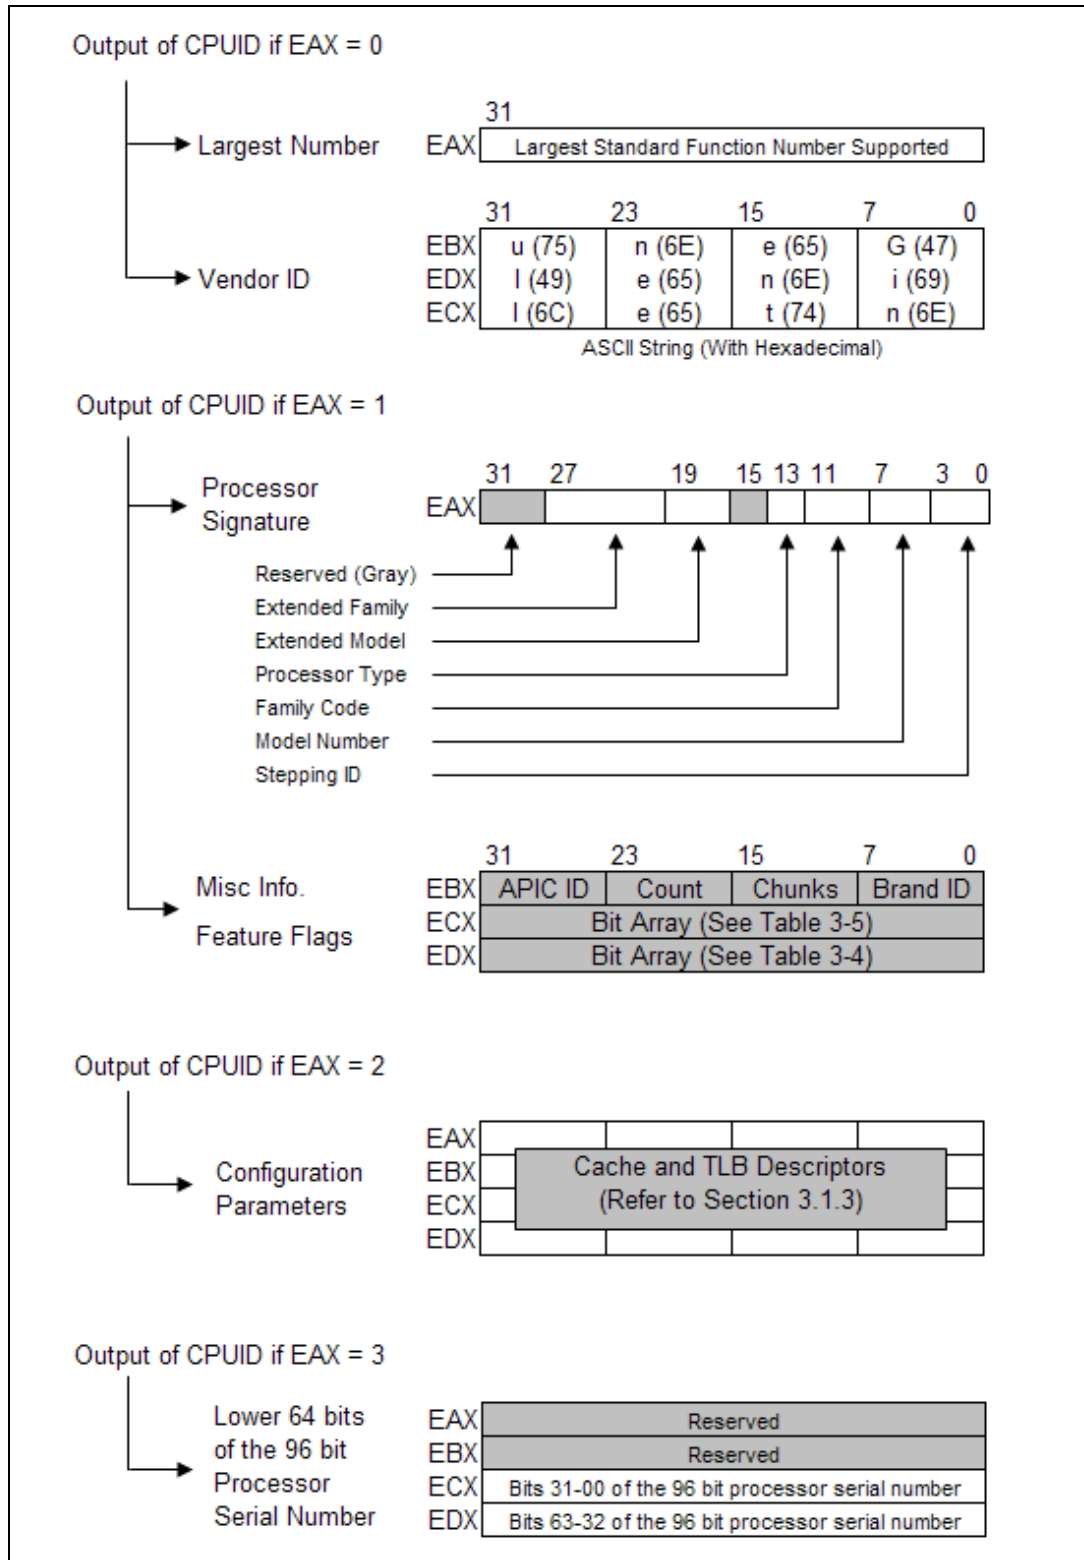 Output of CPUID if EAX = 0
31
Largest Number EAX Largest Standard Function Number Supported
31 23 15 7 0
EBX u (75) n (6E) e (65) G (47)
Vendor ID EDX I (49) e (65) n (6E) i (69)
ECX l (6C) e (65) t (74) n (6E)
ASCII String (With Hexadecimal)
Output of CPUID if EAX = 1
31 27 19 15 13 11 7 3 0
Processor
Signature
EAX
Reserved (Gray)
Extended Family
Extended Model
Processor Type
Family Code
Model Number
Stepping ID
31 23 15 7 0
Misc Info. EBX APIC ID Count Chunks Brand ID
ECX Bit Array (See Table 3-5)
Feature Flags
EDX Bit Array (See Table 3-4)
Output of CPUID if EAX = 2
EAX
Configuration EBX Cache and TLB Descriptors
Parameters ECX (Refer to Section 3.1.3)
EDX
Output of CPUID if EAX = 3
Lower 64 bits EAX Reserved
of the 96 bit EBX Reserved
Processor ECX Bits 31-00 of the 96 bit processor serial number
Serial Number EDX Bits 63-32 of the 96 bit processor serial number